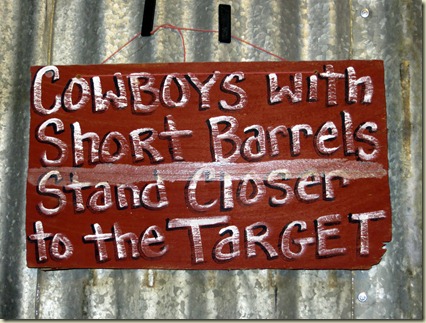 COWBOYS with
Short Barrels
Stand Closer
to the TARGET